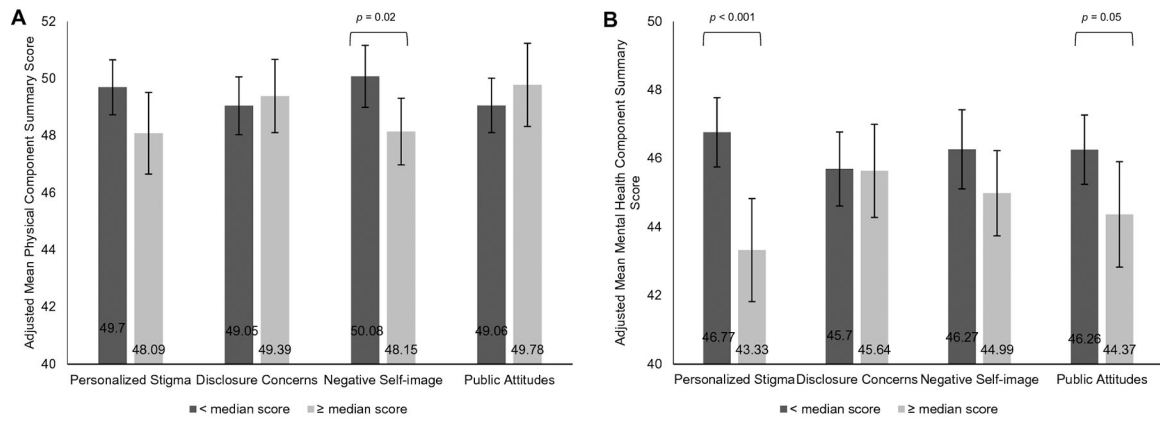 A
Adjusted Mean Physical Component Summary Score
52
50
48
46
44
42
40
p = 0.02
49.7
48.09
49.05
49.39
50.08
48.15
49.06
49.78
Personalized Stigma Disclosure Concerns Negative Self-image Public Attitudes
< median score ≥ median score
B
Adjusted Mean Mental Health Component Summary
Score
50
48
46
44
42
40
p < 0.001
p = 0.05
46.77
43.33
45.7
45.64
46.27
44.99
46.26
44.37
Personalized Stigma Disclosure Concerns Negative Self-image Public Attitudes
< median score ≥ median score